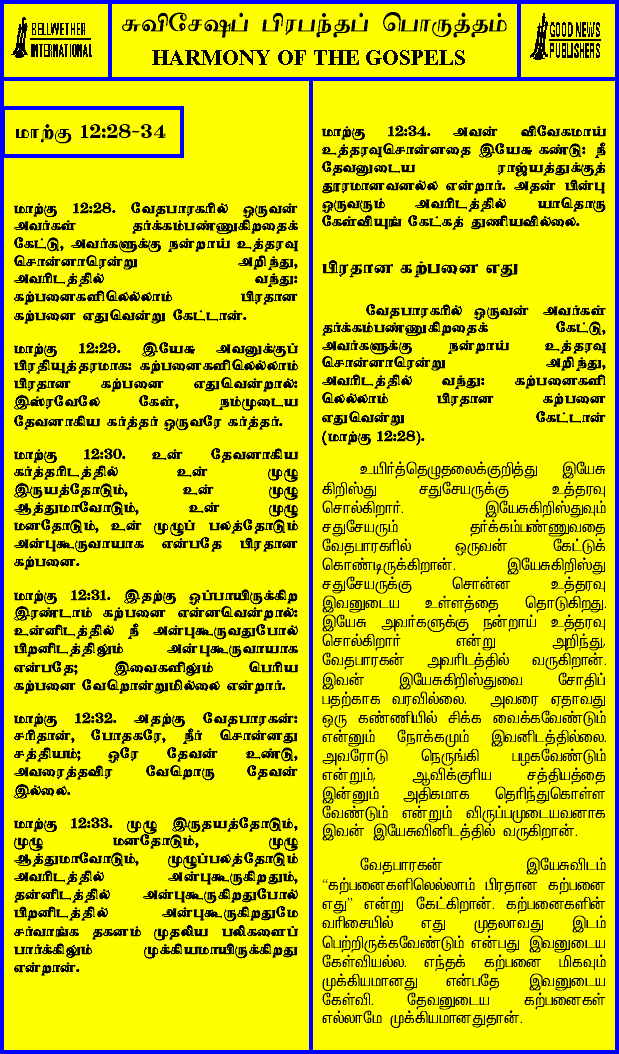 BELLWETHER
INTERNATIONAL
சுவிசேஷப் பிரபந்தப் பொருத்தம்
HARMONY OF THE GOSPELS
GOOD NEWS
PUBLISHERS
மாற்கு 12:28-34
மாற்கு 12:28. வேதபாரகரில் ஒருவன்
அவர்கள் தர்க்கம்பண்ணுகிறதைக்
கேட்டு, அவர்களுக்கு நன்றாய் உத்தரவு
சொன்னாரென்று அறிந்து,
அவரிடத்தில் வந்து:
கற்பனைகளிலெல்லாம் பிரதான
கற்பனை எதுவென்று கேட்டான்.
மாற்கு 12:29. இயேசு அவனுக்குப்
பிரதியுத்தரமாக: கற்பனைகளிலெல்லாம்
பிரதான கற்பனை எதுவென்றால்:
இஸ்ரவேலே கேள், நம்முடைய
தேவனாகிய கர்த்தர் ஒருவரே கர்த்தர்.
மாற்கு 12:30. உன் தேவனாகிய
கர்த்தரிடத்தில் உன் முழு
இருயத்தோடும், உன் முழு
ஆத்துமாவோடும், உன் முழு
மனதோடும், உன் முழுப் பலத்தோடும்
அன்புகூருவாயாக என்பதே பிரதான
கற்பனை.
மாற்கு 12:31. இதற்கு ஒப்பாயிருக்கிற
இரண்டாம் கற்பனை என்னவென்றால்:
உன்னிடத்தில் நீ அன்புகூருவதுபோல்
பிறனிடத்திலும் அன்புகூருவாயாக
என்பதே; இவைகளிலும் பெரிய
கற்பனை வேறொன்றுமில்லை என்றார்.
மாற்கு 12:32. அதற்கு வேதபாரகன்:
சரிதான், போதகரே, நீர் சொன்னது
சத்தியம்; ஒரே தேவன் உண்டு,
அவரைத்தவிர வேறொரு தேவன்
இல்லை.
மாற்கு 12:33. முழு இருதயத்தோடும்,
முழு மனதோடும், முழு
ஆத்துமாவோடும், முழுப்பலத்தோடும்
அவரிடத்தில் அன்புகூருகிறதும்,
தன்னிடத்தில் அன்புகூருகிறதுபோல்
பிறனிடத்தில் அன்புகூருகிறதுமே
சர்வாங்க தகனம் முதலிய பலிகளைப்
பார்க்கிலும் முக்கியமாயிருக்கிறது
என்றான்.
மாற்கு 12:34. அவன் விவேகமாய்
உத்தரவுசொன்னதை இயேசு கண்டு: நீ
தேவனுடைய ராஜ்யத்துக்குத்
தூரமானவனல்ல என்றார். அதன் பின்பு
ஒருவரும் அவரிடத்தில் யாதொரு
கேள்வியுங் கேட்கத் துணியவில்லை.
பிரதான கற்பனை எது
வேதபாரகரில் ஒருவன் அவர்கள்
தர்க்கம்பண்ணுகிறதைக் கேட்டு,
அவர்களுக்கு நன்றாய் உத்தரவு
சொன்னாரென்று அறிந்து,
அவரிடத்தில் வந்து: கற்பனைகளி
லெல்லாம் பிரதான கற்பனை
எதுவென்று கேட்டான்
(மாற்கு 12:28).
உயிர்த்தெழுதலைக்குறித்து இயேசு
கிறிஸ்து சதுசேயருக்கு உத்தரவு
சொல்கிறார். இயேசுகிறிஸ்துவும்
சதுசேயரும் தர்க்கம்பண்ணுவதை
வேதபாரகரில் ஒருவன் கேட்டுக்
கொண்டிருக்கிறான். இயேசுகிறிஸ்து
சதுசேயருக்கு சொன்ன உத்தரவு
இவனுடைய உள்ளத்தை தொடுகிறது.
இயேசு அவர்களுக்கு நன்றாய் உத்தரவு
சொல்கிறார் என்று அறிந்து,
வேதபாரகன் அவரிடத்தில் வருகிறான்.
இவன் இயேசுகிறிஸ்துவை சோதிப்
பதற்காக வரவில்லை. அவரை ஏதாவது
ஒரு கண்ணியில் சிக்க வைக்கவேண்டும்
என்னும் நோக்கமும் இவனிடத்தில்லை.
அவரோடு நெருங்கி பழகவேண்டும்
என்றும், ஆவிக்குரிய சத்தியத்தை
இன்னும் அதிகமாக தெரிந்துகொள்ள
வேண்டும் என்றும் விருப்பமுடையவனாக
இவன் இயேசுவினிடத்தில் வருகிறான்.
வேதபாரகன் இயேசுவிடம்
“கற்பனைகளிலெல்லாம் பிரதான கற்பனை
எது” என்று கேட்கிறான். கற்பனைகளின்
வரிசையில் எது முதலாவது இடம்
பெற்றிருக்கவேண்டும் என்பது இவனுடைய
கேள்வியல்ல. எந்தக் கற்பனை மிகவும்
முக்கியமானது என்பதே இவனுடைய
கேள்வி. தேவனுடைய கற்பனைகள்
எல்லாமே முக்கியமானதுதான்.